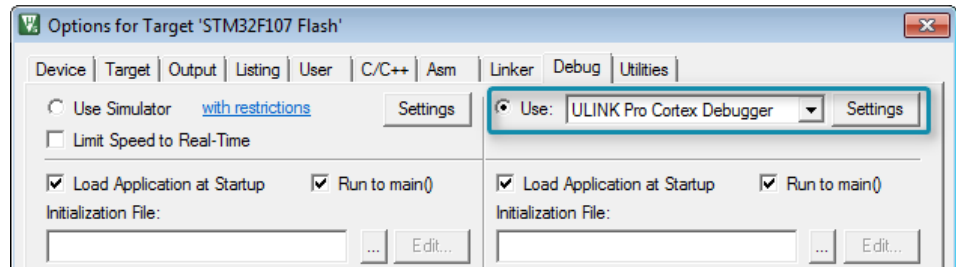 Options for Target 'STM32F107 Flash'
Device Target Output Listing User C/C++ Asm Linker Debug Utilities
Use Simulator with restrictions Settings Use: ULINK Pro Cortex Debugger Settings
Limit Speed to Real-Time
Load Application at Startup Run to main() Load Application at Startup Run to main()
Initialization File: Initialization File:
... Edit... ... Edit...